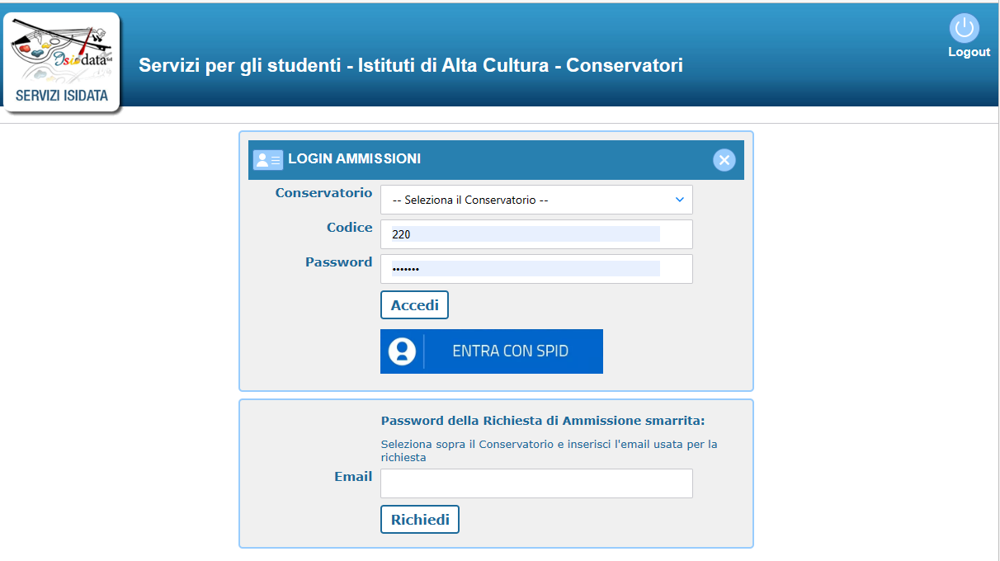 Isidata srl
SERVIZI ISIDATA
Servizi per gli studenti - Istituti di Alta Cultura - Conservatori
Logout
LOGIN AMMISSIONI
Conservatorio
-- Seleziona il Conservatorio --
Codice
220
Password
•••••••
Accedi
ENTRA CON SPID
Password della Richiesta di Ammissione smarrita:
Seleziona sopra il Conservatorio e inserisci l'email usata per la
richiesta
Email
Richiedi